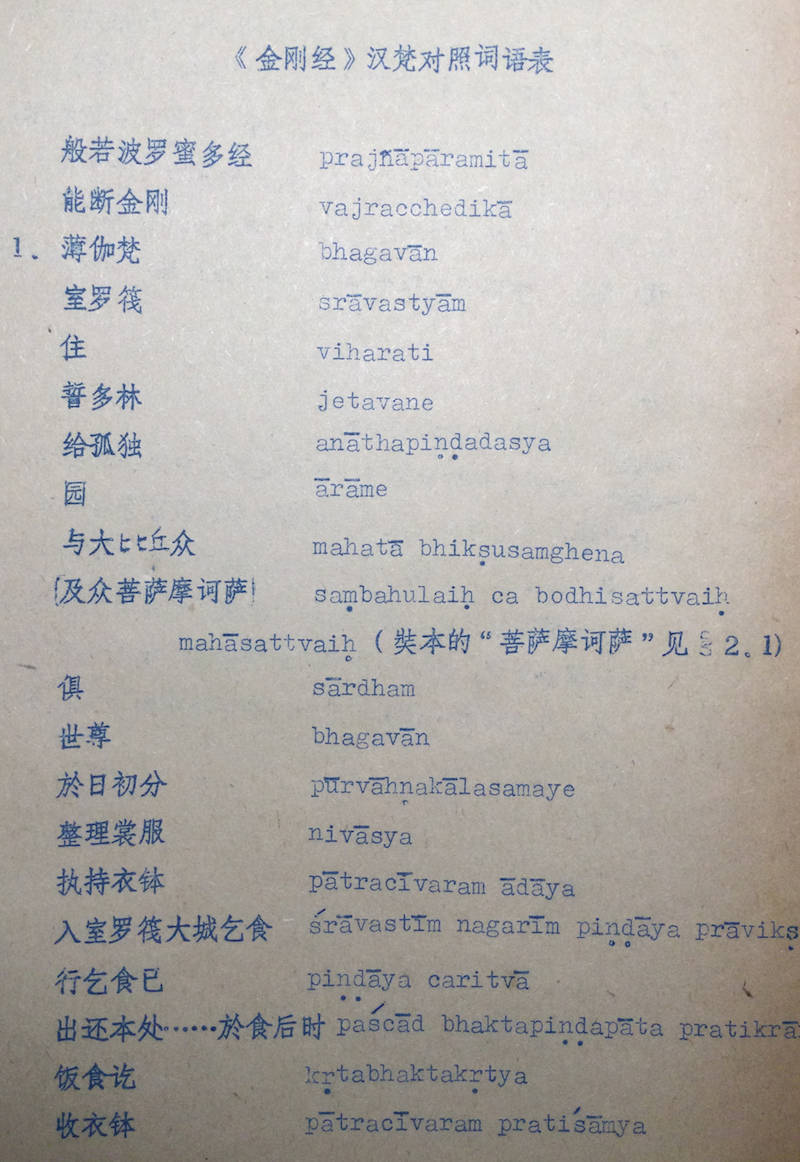 《金刚经》汉梵对照词语表
般若波罗蜜多经 prajñāpāramitā
能断金刚 vajracchedikā
1、薄伽梵 bhagavān
室罗筏 srāvastyām
住 viharati
誓多林 jetavane
给孤独 anāthapiṇḍadasya
园 ārāme
与大比丘众 mahatā bhikṣusamghena
(及众菩萨摩诃萨) saṃbahulaiḥ ca bodhisattvaiḥ
mahāsattvaiḥ (奘本的“菩萨摩诃萨”见§2.1)
俱 sārdham
世尊 bhagavān
於日初分 pūrvāhṇakālasamaye
整理裳服 nivāsya
执持衣钵 pātracīvaram ādāya
入室罗筏大城乞食 śrāvastīm nagarīm piṇḍāya prāvikṣ
行乞食已 piṇḍāya caritvā
出还本处……於食后时 paścād bhaktapiṇḍapāta pratikrā
饭食讫 kṛtabhaktakṛtya
收衣钵 pātracīvaram pratiśāmya